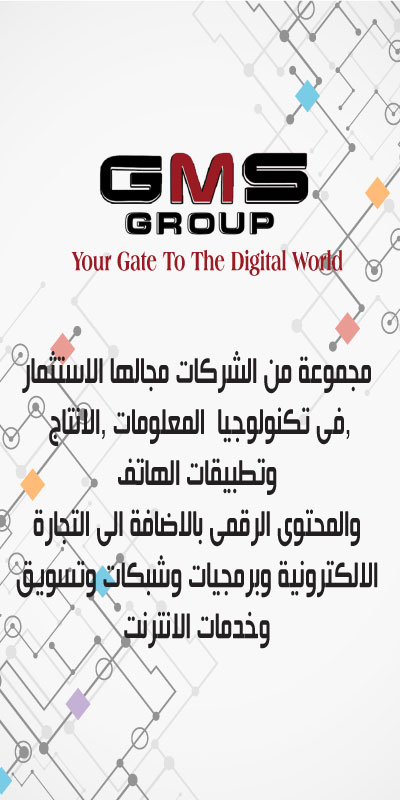 GMS
GROUP
Your Gate To The Digital World
مجموعة من الشركات مجالها الاستثمار
فى تكنولوجيا المعلومات ,الانتاج,
وتطبيقات الهاتف
والمحتوى الرقمى بالاضافة الى التجارة
الالكترونية وبرمجيات وشبكات وتسويق
وخدمات الانترنت